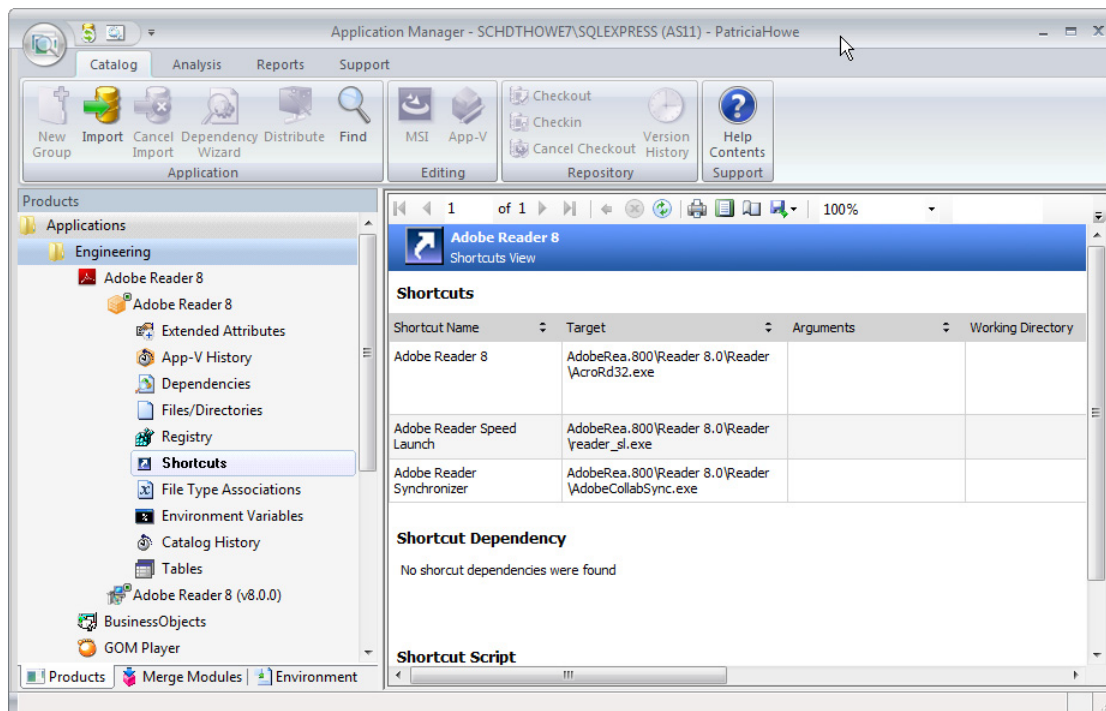 Application Manager - SCHDTHOWE7\SQLEXPRESS (AS11) - PatriciaHowe
Catalog Analysis Reports Support
New Group
Import
Cancel Import
Dependency Wizard
Distribute
Find
Application
MSI
App-V
Editing
Checkout
Checkin
Cancel Checkout
Version History
Repository
Help Contents
Support
Products
Applications
Engineering
Adobe Reader 8
Adobe Reader 8
Extended Attributes
App-V History
Dependencies
Files/Directories
Registry
Shortcuts
File Type Associations
Environment Variables
Catalog History
Tables
Adobe Reader 8 (v8.0.0)
BusinessObjects
GOM Player
Products Merge Modules Environment
1 of 1 100%
Adobe Reader 8
Shortcuts View
Shortcuts
Shortcut Name Target Arguments Working Directory
Adobe Reader 8 AdobeRea.800\Reader 8.0\Reader
\AcroRd32.exe
Adobe Reader Speed AdobeRea.800\Reader 8.0\Reader
Launch \reader_sl.exe
Adobe Reader AdobeRea.800\Reader 8.0\Reader
Synchronizer \AdobeCollabSync.exe
Shortcut Dependency
No shorcut dependencies were found
Shortcut Script